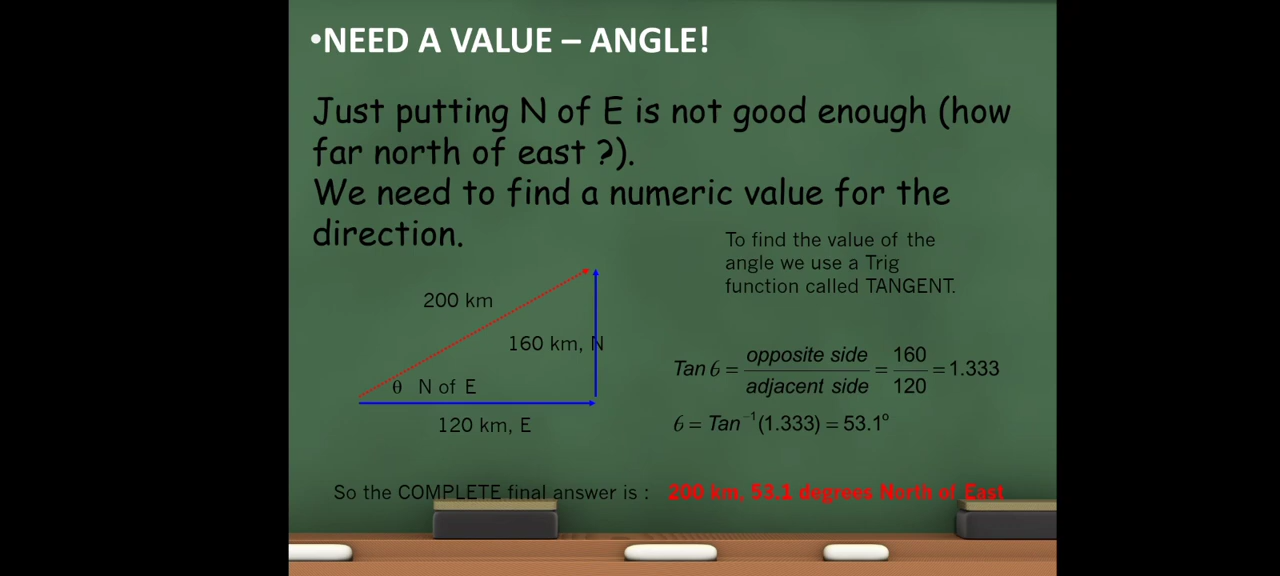 •NEED A VALUE – ANGLE!
Just putting N of E is not good enough (how
far north of east ?).
We need to find a numeric value for the
direction.
To find the value of the
angle we use a Trig
function called TANGENT.
200 km
160 km, N
θ N of E
120 km, E
Tan θ = opposite side / adjacent side = 160 / 120 = 1.333
θ = Tan⁻¹(1.333) = 53.1º
So the COMPLETE final answer is : 200 km, 53.1 degrees North of East